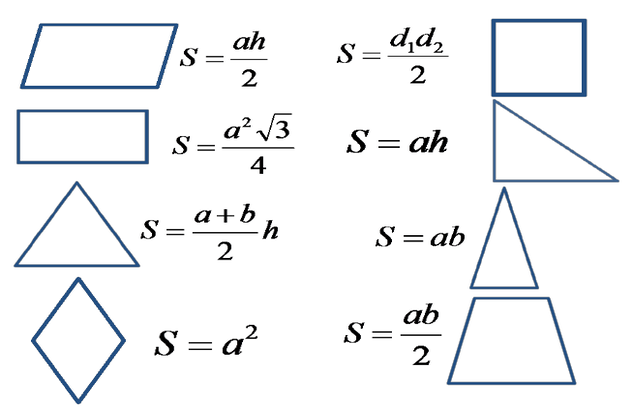 S = ah/2
S = d₁d₂/2
S = a²√3/4
S = ah
S = (a + b)/2 h
S = ab
S = a²
S = ab/2